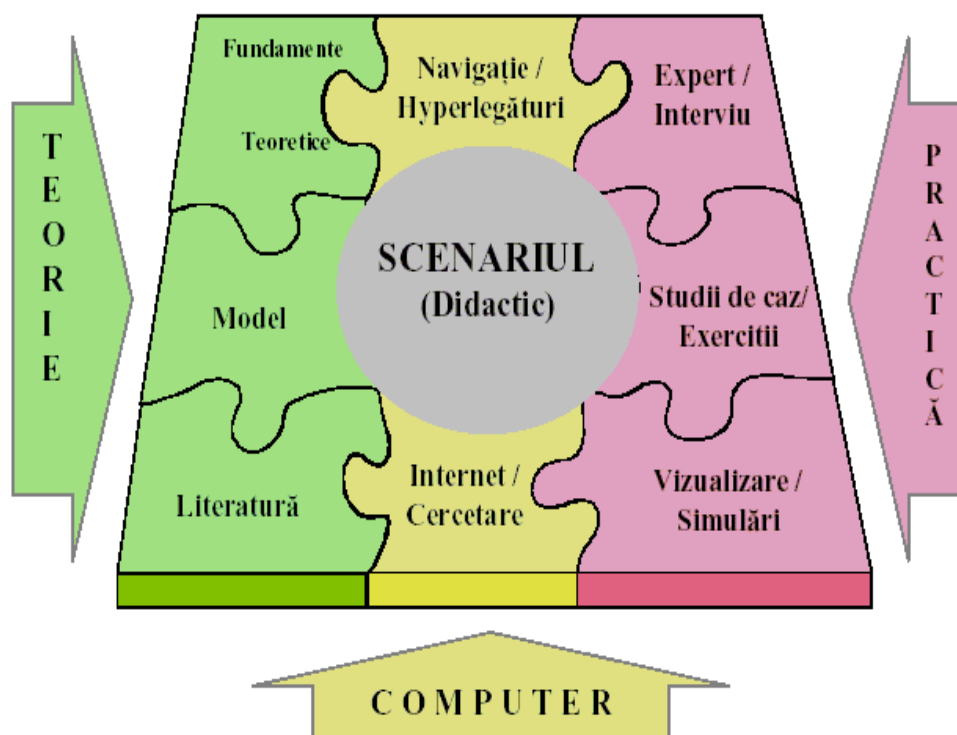 TEORIE
Fundamente
Teoretice
Model
Literatură
Navigație /
Hyperlegături
SCENARIUL
(Didactic)
Internet /
Cercetare
Expert /
Interviu
Studii de caz/
Exercitii
Vizualizare /
Simulări
PRACTICĂ
COMPUTER